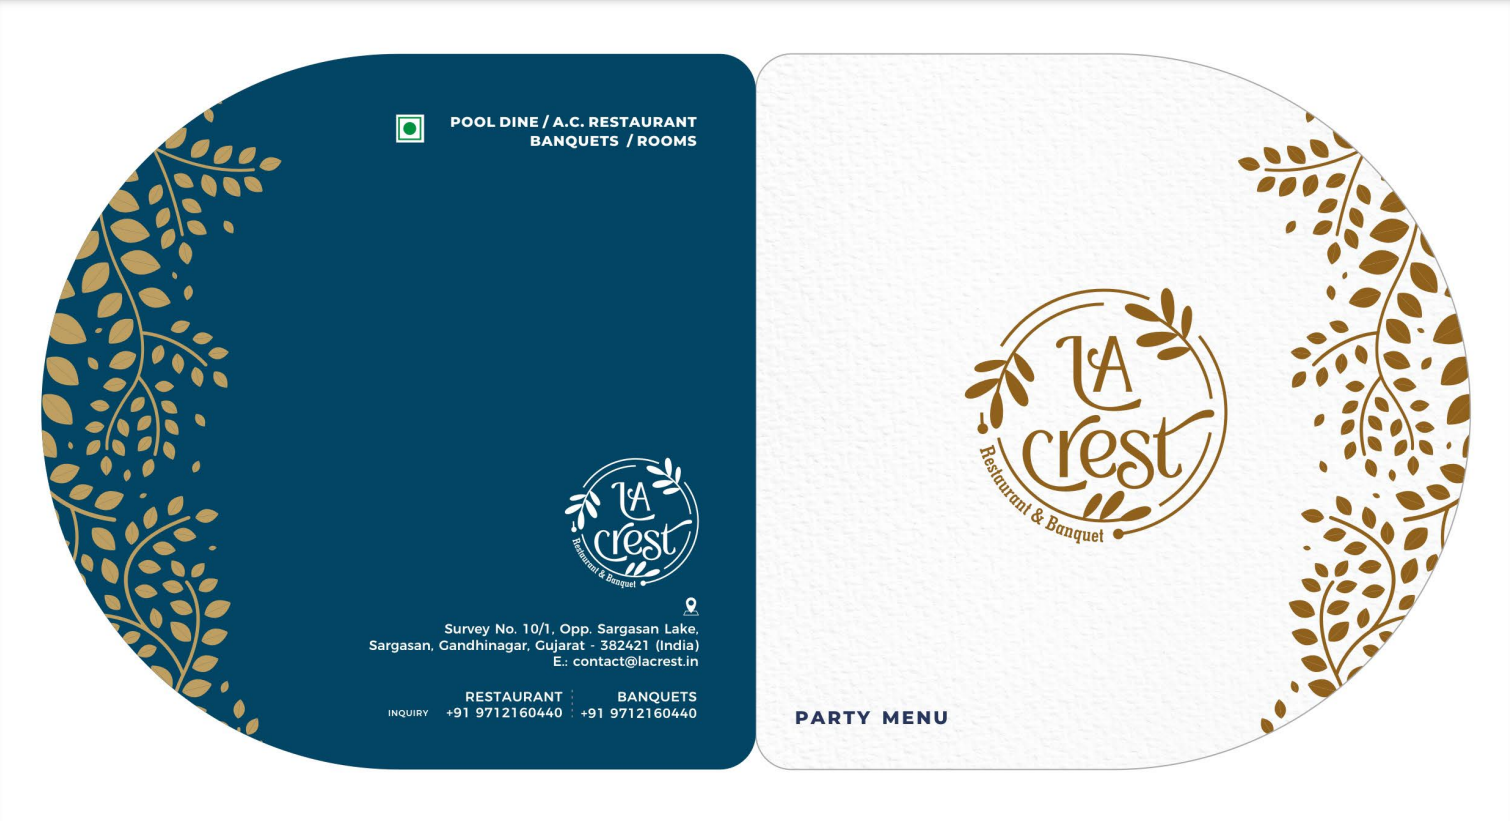 POOL DINE / A.C. RESTAURANT
BANQUETS / ROOMS
LA
crest
Restaurant & Banquet
Survey No. 10/1, Opp. Sargasan Lake,
Sargasan, Gandhinagar, Gujarat - 382421 (India)
E.: contact@lacrest.in
RESTAURANT BANQUETS
INQUIRY +91 9712160440 +91 9712160440
LA
crest
Restaurant & Banquet
PARTY MENU